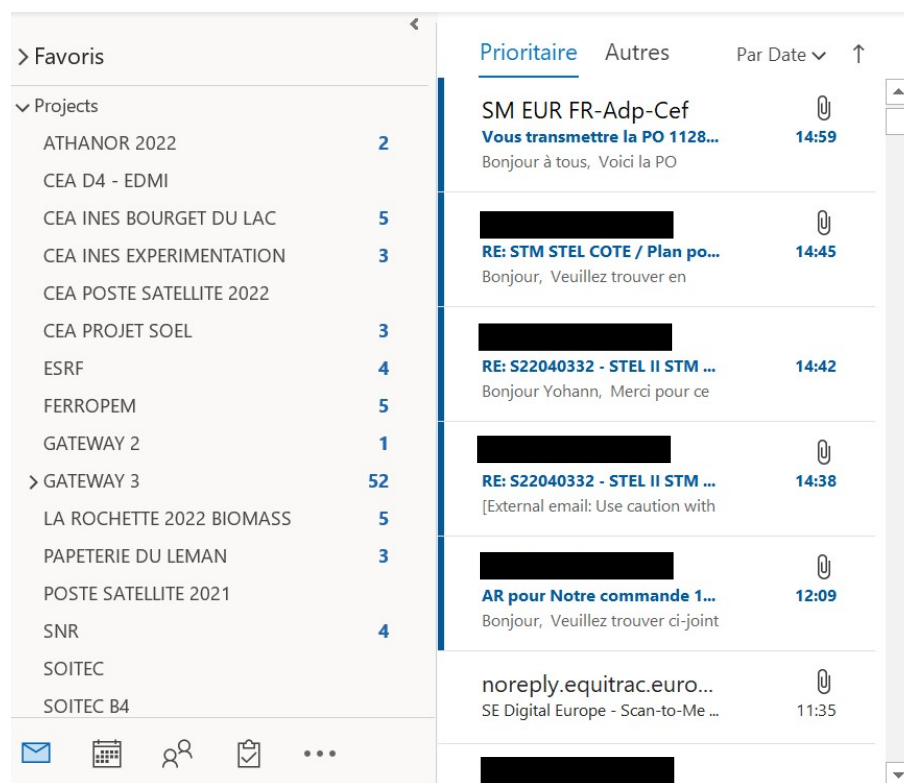 Favoris
Projects
ATHANOR 2022 2
CEA D4 - EDMI
CEA INES BOURGET DU LAC 5
CEA INES EXPERIMENTATION 3
CEA POSTE SATELLITE 2022
CEA PROJET SOEL 3
ESRF 4
FERROPEM 5
GATEWAY 2 1
GATEWAY 3 52
LA ROCHETTE 2022 BIOMASS 5
PAPETERIE DU LEMAN 3
POSTE SATELLITE 2021
SNR 4
SOITEC
SOITEC B4
Prioritaire Autres Par Date
SM EUR FR-Adp-Cef
Vous transmettre la PO 1128... 14:59
Bonjour à tous, Voici la PO
RE: STM STEL COTE / Plan po... 14:45
Bonjour, Veuillez trouver en
RE: S22040332 - STEL II STM ... 14:42
Bonjour Yohann, Merci pour ce
RE: S22040332 - STEL II STM ... 14:38
[External email: Use caution with
AR pour Notre commande 1... 12:09
Bonjour, Veuillez trouver ci-joint
noreply.equitrac.euro...
SE Digital Europe - Scan-to-Me ... 11:35